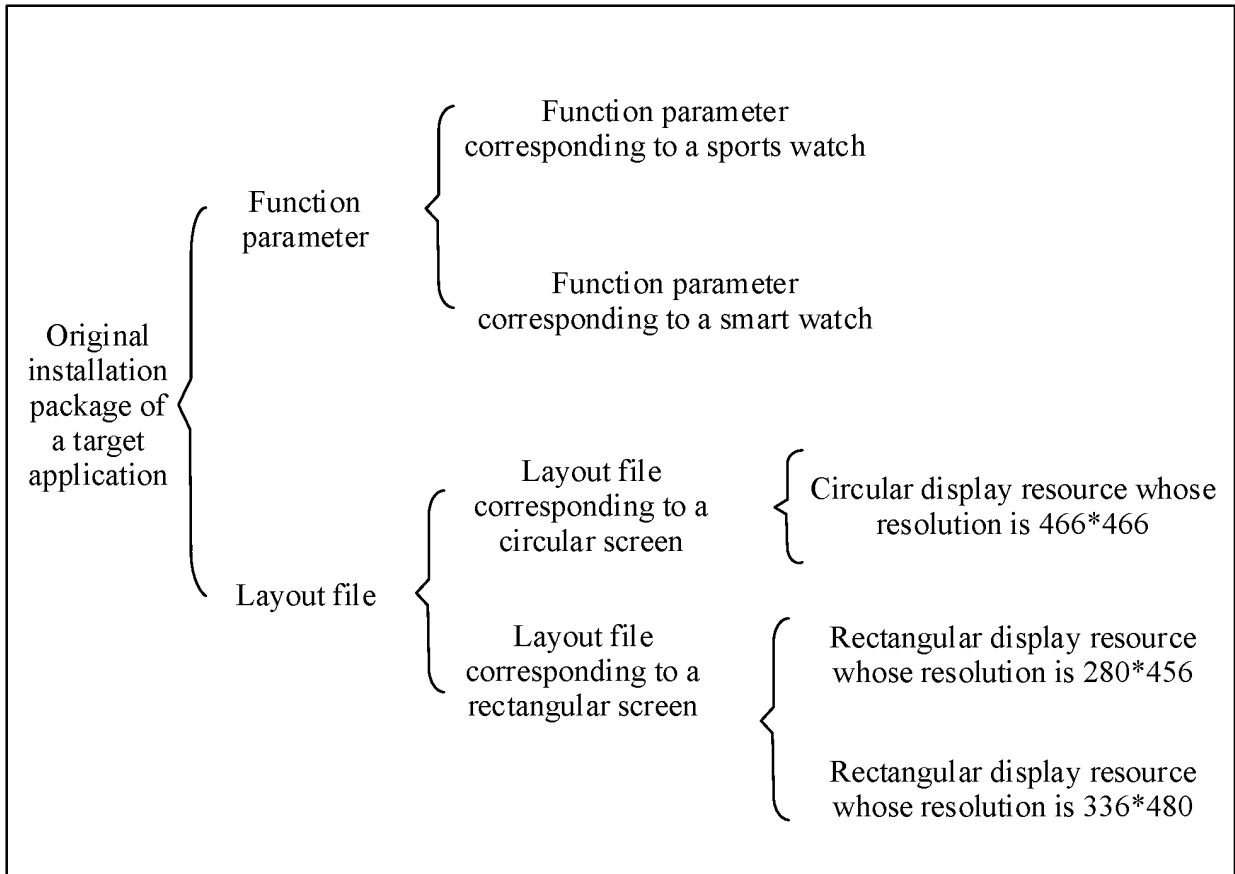 Original
installation
package of
a target
application
Function
parameter
Function parameter
corresponding to a sports watch
Function parameter
corresponding to a smart watch
Layout file
Layout file
corresponding to a
circular screen
Circular display resource whose
resolution is 466*466
Layout file
corresponding to a
rectangular screen
Rectangular display resource
whose resolution is 280*456
Rectangular display resource
whose resolution is 336*480